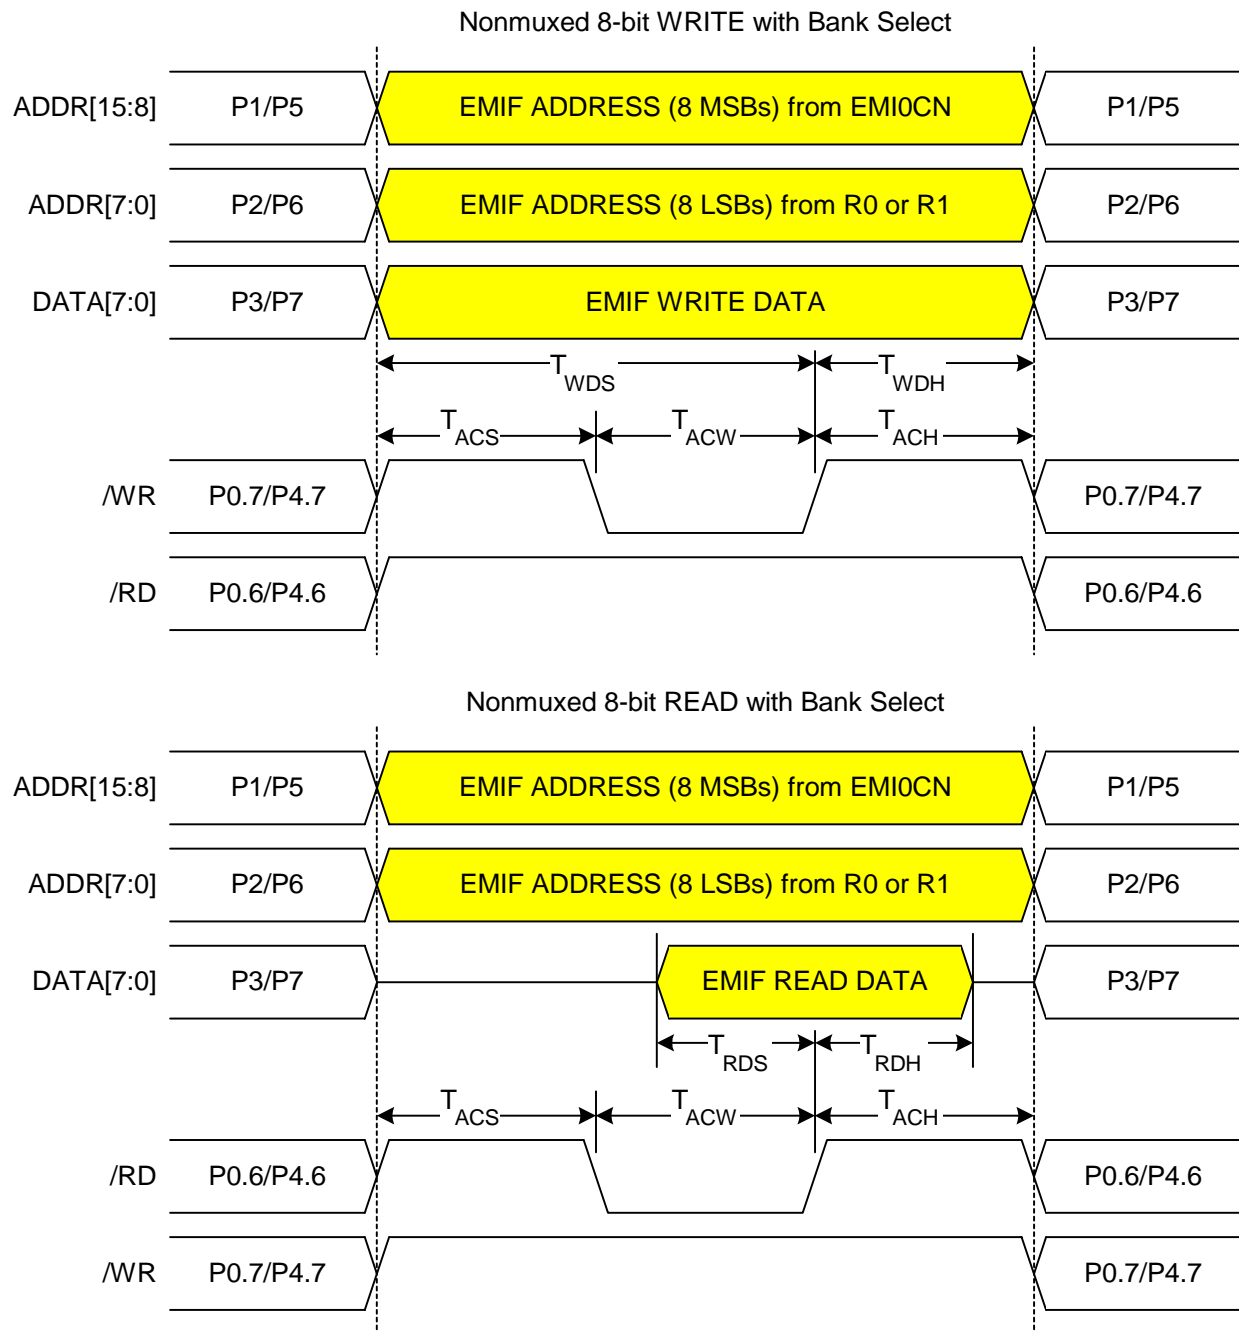 Nonmuxed 8-bit WRITE with Bank Select
ADDR[15:8] P1/P5 EMIF ADDRESS (8 MSBs) from EMI0CN P1/P5
ADDR[7:0] P2/P6 EMIF ADDRESS (8 LSBs) from R0 or R1 P2/P6
DATA[7:0] P3/P7 EMIF WRITE DATA P3/P7
TWDS TWDH
TACS TACW TACH
/WR P0.7/P4.7 P0.7/P4.7
/RD P0.6/P4.6 P0.6/P4.6
Nonmuxed 8-bit READ with Bank Select
ADDR[15:8] P1/P5 EMIF ADDRESS (8 MSBs) from EMI0CN P1/P5
ADDR[7:0] P2/P6 EMIF ADDRESS (8 LSBs) from R0 or R1 P2/P6
DATA[7:0] P3/P7 EMIF READ DATA P3/P7
TRDS TRDH
TACS TACW TACH
/RD P0.6/P4.6 P0.6/P4.6
/WR P0.7/P4.7 P0.7/P4.7